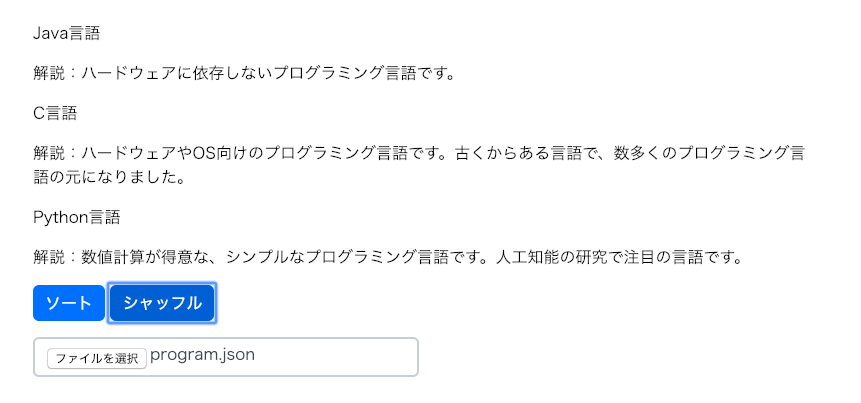 Java言語
解説：ハードウェアに依存しないプログラミング言語です。
C言語
解説：ハードウェアやOS向けのプログラミング言語です。古くからある言語で、数多くのプログラミング言
語の元になりました。
Python言語
解説：数値計算が得意な、シンプルなプログラミング言語です。人工知能の研究で注目の言語です。
ソート シャッフル
ファイルを選択 program.json